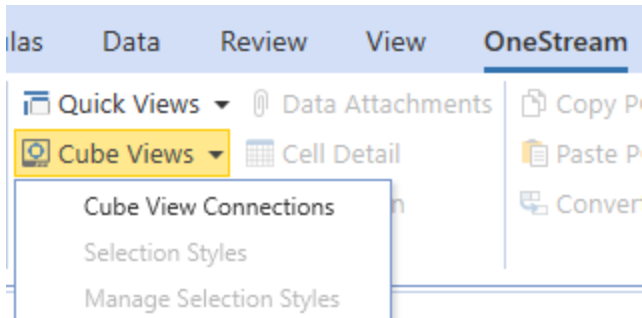 las Data Review View OneStream
Quick Views Data Attachments Copy P
Cube Views Cell Detail Paste P
Cube View Connections n Conver
Selection Styles
Manage Selection Styles